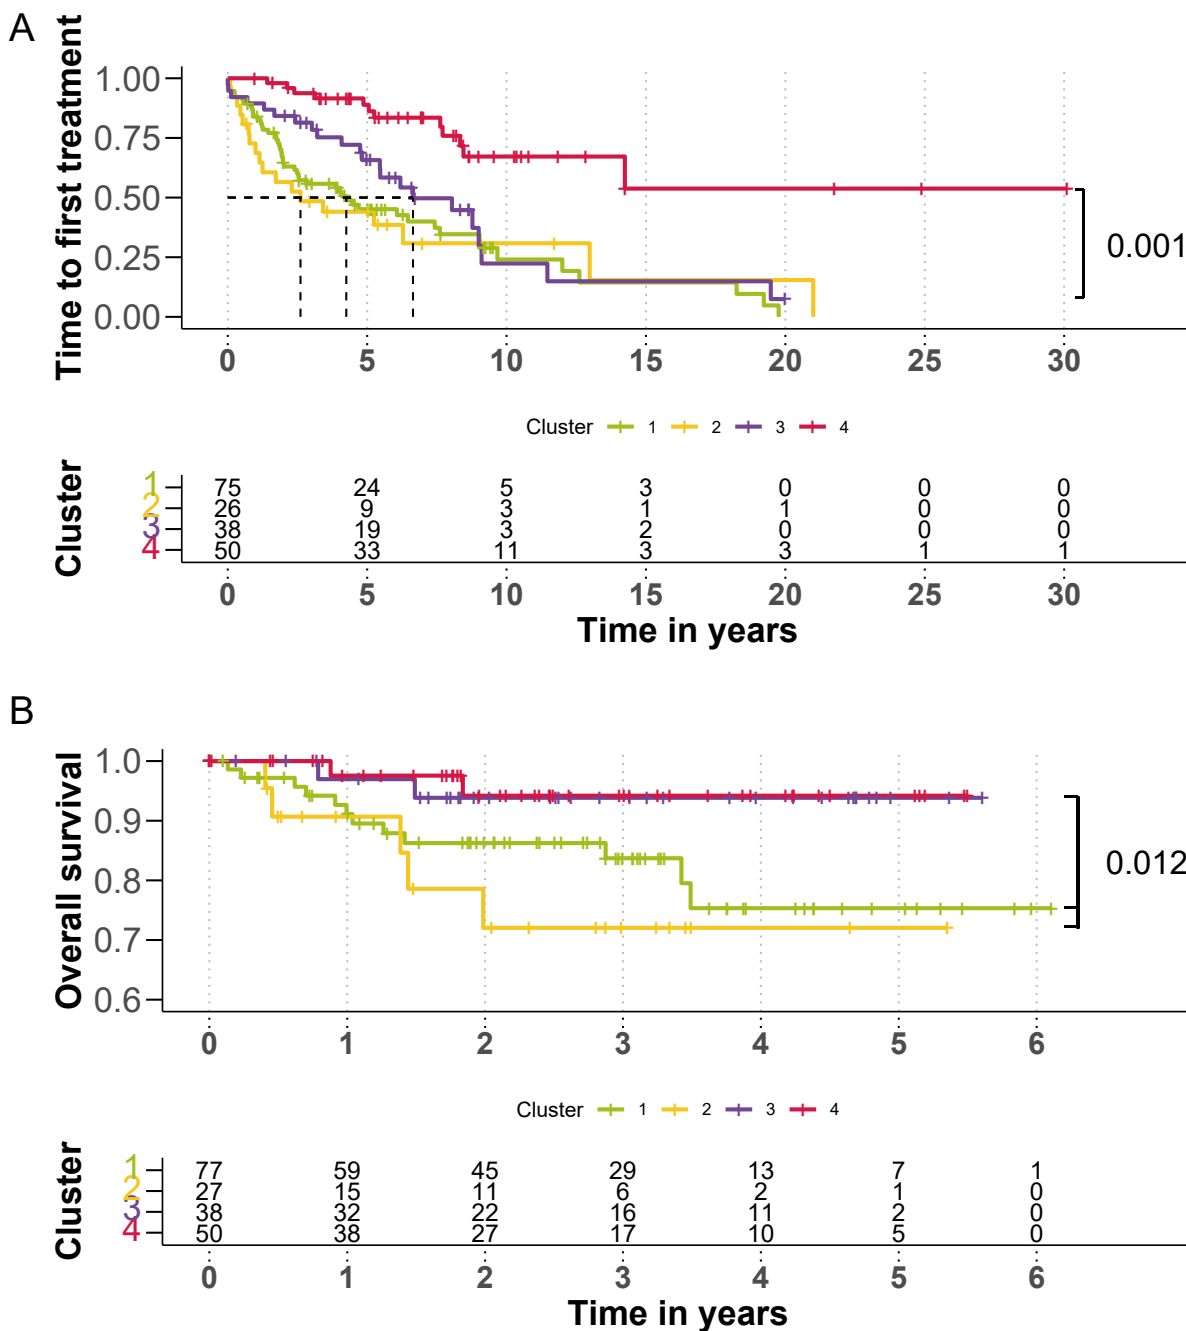 A
Time to first treatment
1.00
0.75
0.50
0.25
0.00
0.001
0 5 10 15 20 25 30
Cluster 1 2 3 4
Cluster
1 75 24 5 3 0 0 0
2 26 9 3 1 1 0 0
3 38 19 3 2 0 0 0
4 50 33 11 3 3 1 1
0 5 10 15 20 25 30
Time in years
B
Overall survival
1.0
0.9
0.8
0.7
0.6
0.012
0 1 2 3 4 5 6
Cluster 1 2 3 4
Cluster
1 77 59 45 29 13 7 1
2 27 15 11 6 2 1 0
3 38 32 22 16 11 2 0
4 50 38 27 17 10 5 0
0 1 2 3 4 5 6
Time in years